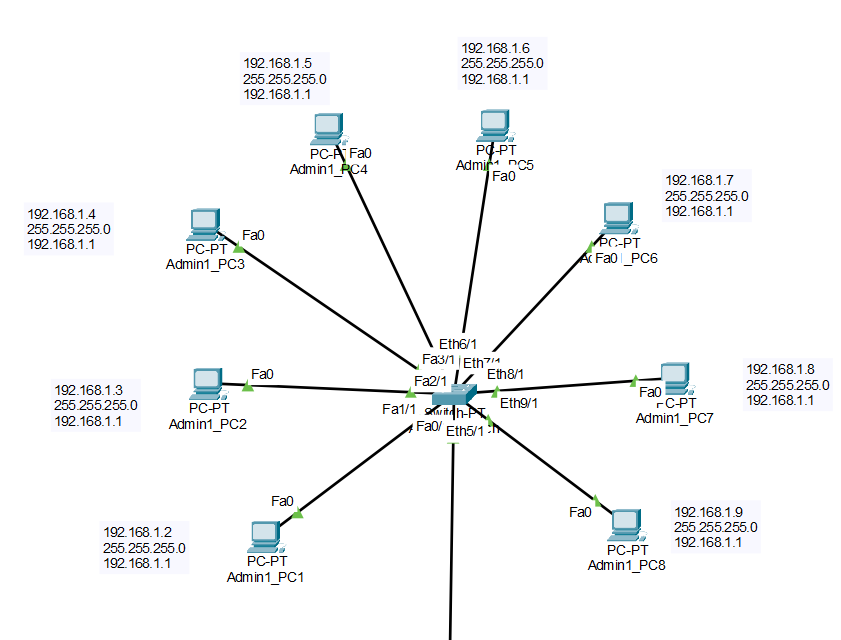 192.168.1.6
255.255.255.0
192.168.1.1
192.168.1.5
255.255.255.0
192.168.1.1
Fa0
Admin1_PC4
PC-PT
PC5
Fa0
192.168.1.7
255.255.255.0
192.168.1.1
192.168.1.4
255.255.255.0
192.168.1.1
Fa0
PC-PT
Admin1_PC3
PC-PT
Fa0
PC6
Eth6/1
Fa3/1
Eth7/1
Eth8/1
Fa2/1
Eth9/1
Fa1/1
Fa0/
Eth5/1
192.168.1.8
255.255.255.0
192.168.1.1
Fa0
Admin1_PC7
192.168.1.3
255.255.255.0
192.168.1.1
Fa0
PC-PT
Admin1_PC2
Fa0
192.168.1.2
255.255.255.0
192.168.1.1
PC-PT
Admin1_PC1
Fa0
192.168.1.9
255.255.255.0
192.168.1.1
PC-PT
Admin1_PC8